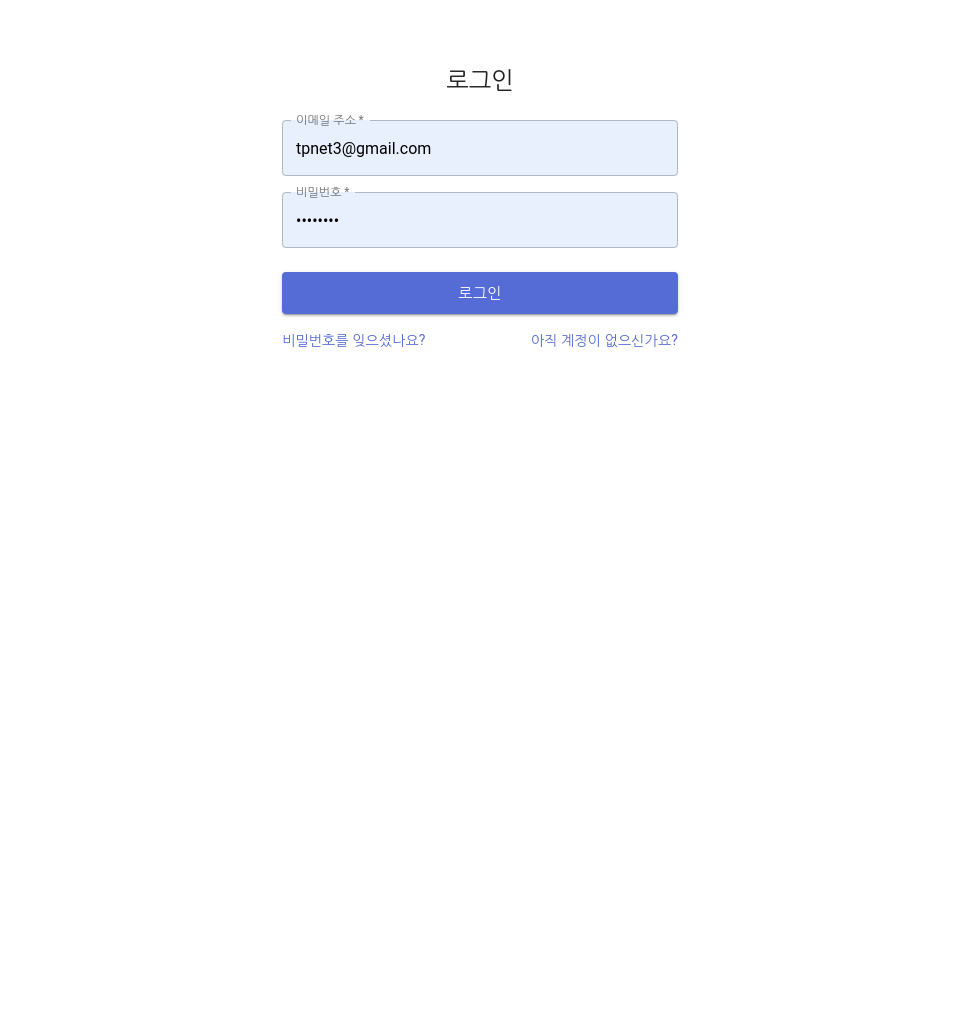 로그인
이메일 주소 *
tpnet3@gmail.com
비밀번호 *
••••••••
로그인
비밀번호를 잊으셨나요? 아직 계정이 없으신가요?